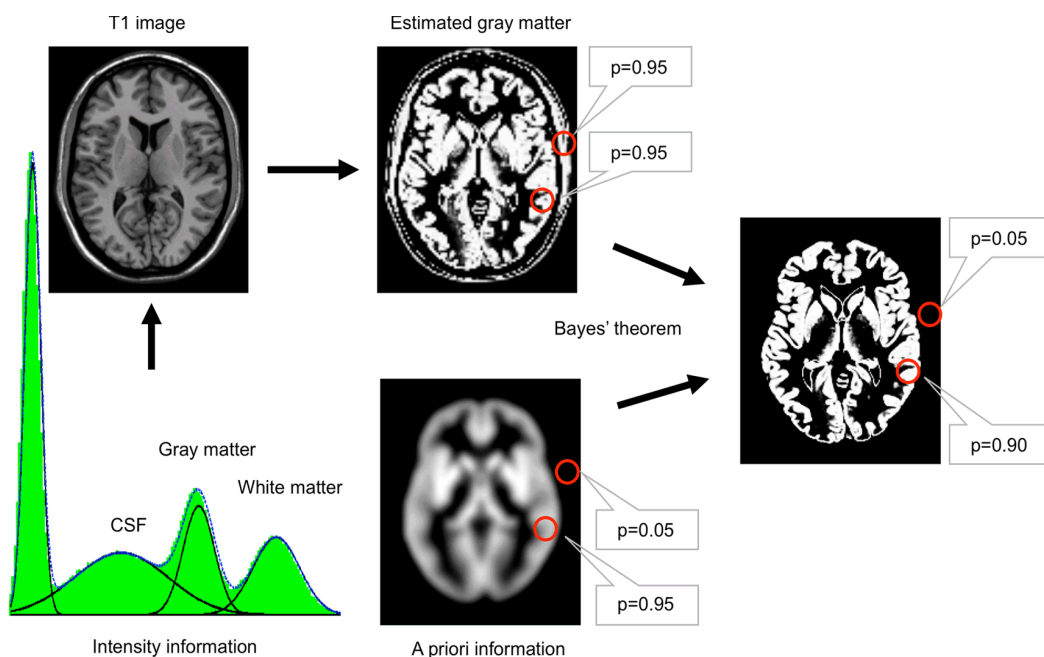 T1 image
Estimated gray matter
p=0.95
p=0.95
p=0.05
Bayes’ theorem
p=0.90
Gray matter
White matter
CSF
p=0.05
p=0.95
Intensity information
A priori information